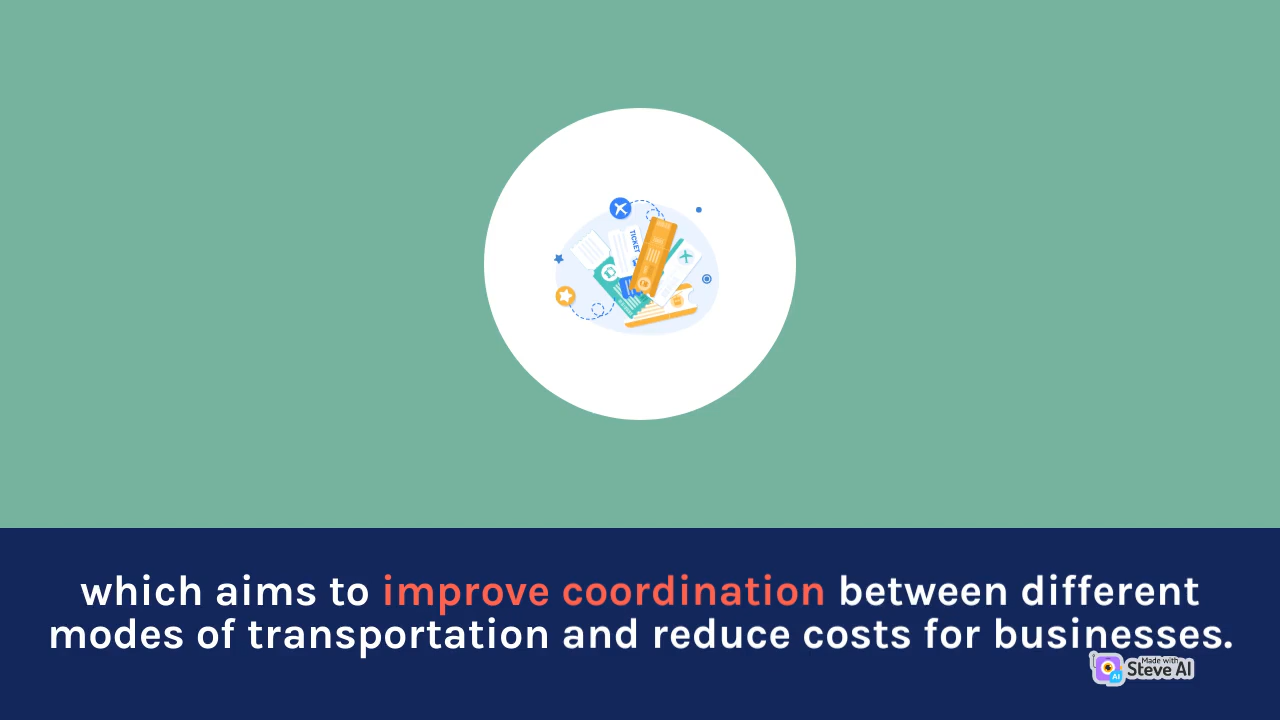 TICKET
which aims to improve coordination between different
modes of transportation and reduce costs for businesses.
Made with
Steve AI
AI